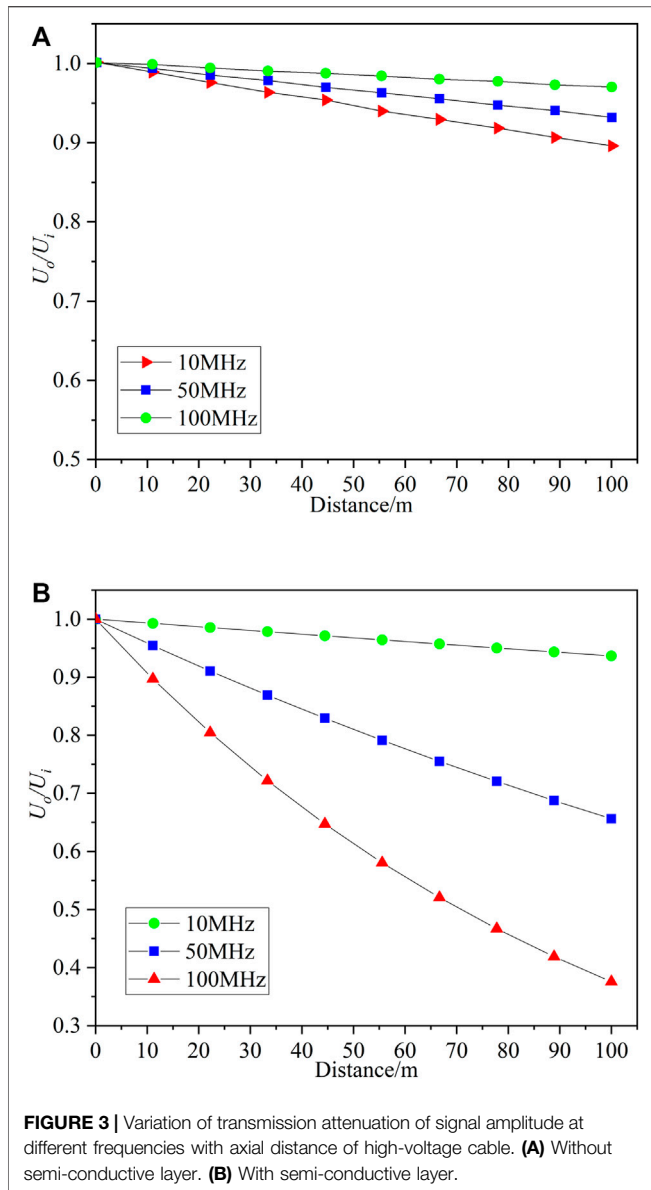 A
1.0
0.9
0.8
0.7
0.6
0.5
U_o/U_i
10MHz
50MHz
100MHz
0 10 20 30 40 50 60 70 80 90 100
Distance/m
B
1.0
0.9
0.8
0.7
0.6
0.5
0.4
0.3
U_o/U_i
10MHz
50MHz
100MHz
0 10 20 30 40 50 60 70 80 90 100
Distance/m
FIGURE 3 | Variation of transmission attenuation of signal amplitude at
different frequencies with axial distance of high-voltage cable. (A) Without
semi-conductive layer. (B) With semi-conductive layer.